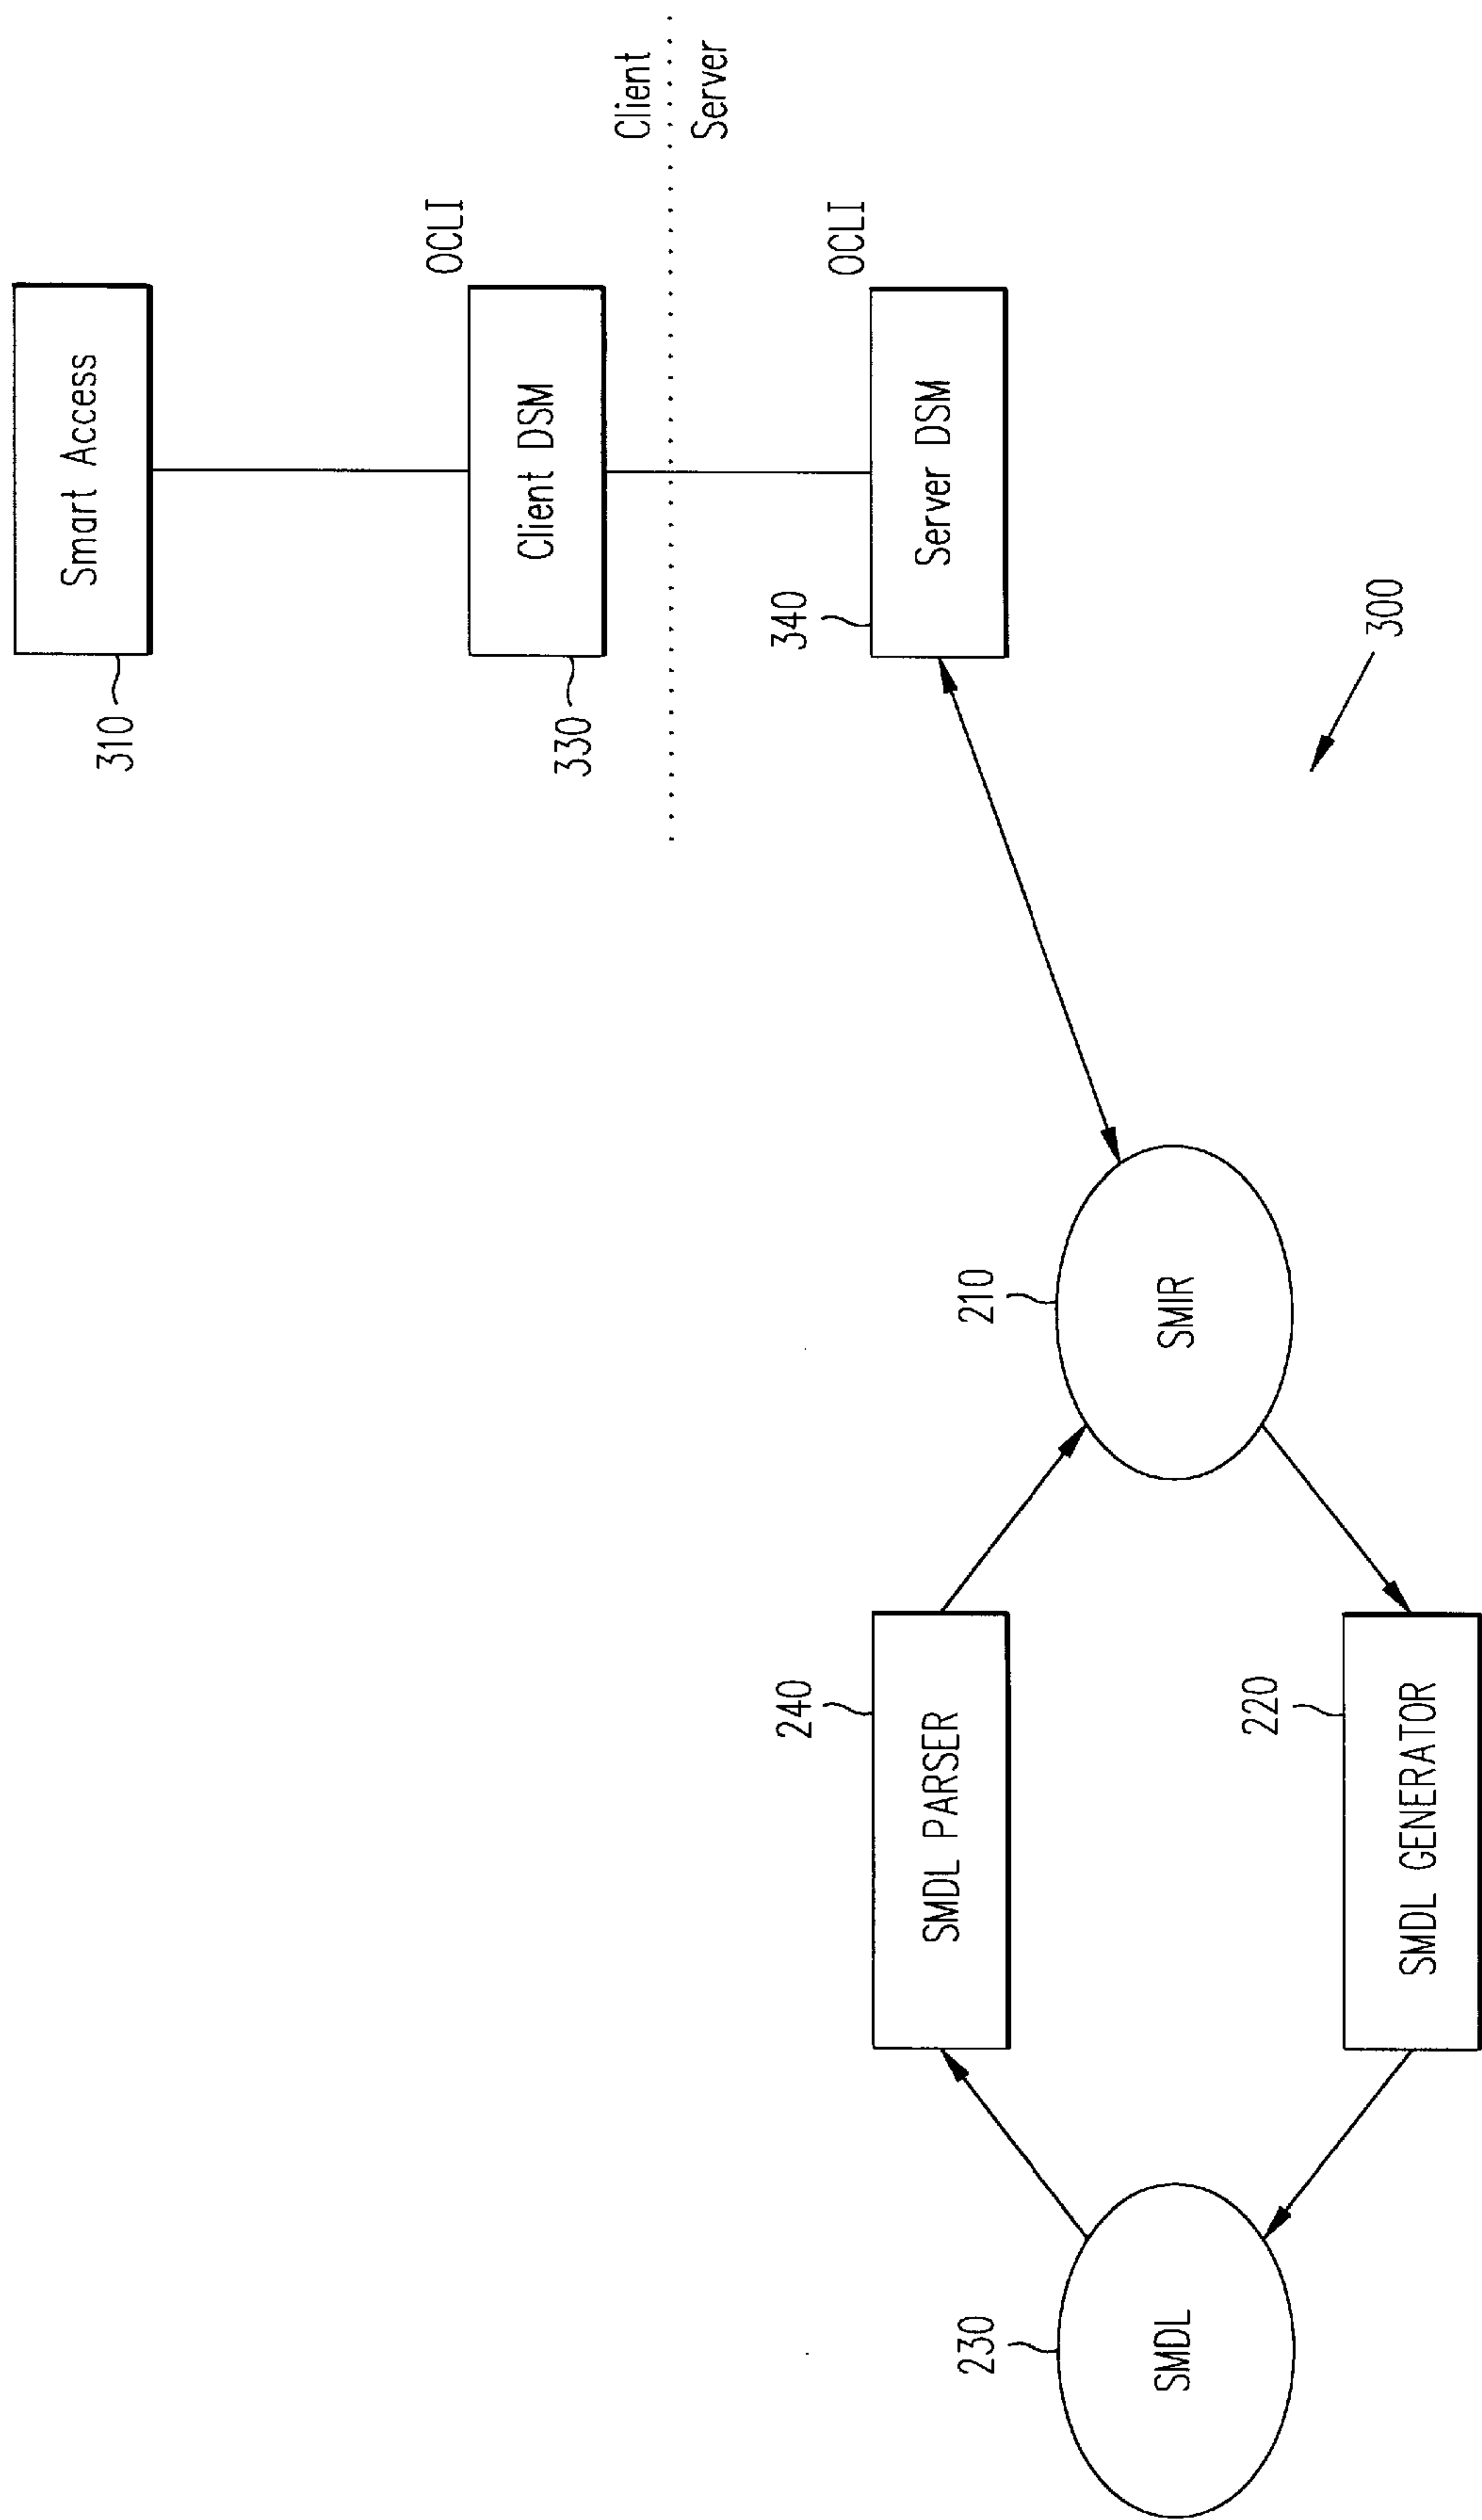 310
Smart Access
OCLI
330
Client DSM
Client
Server
340
OCLI
Server DSM
300
240
SMDL PARSER
210
SMIR
230
SMDL
220
SMDL GENERATOR